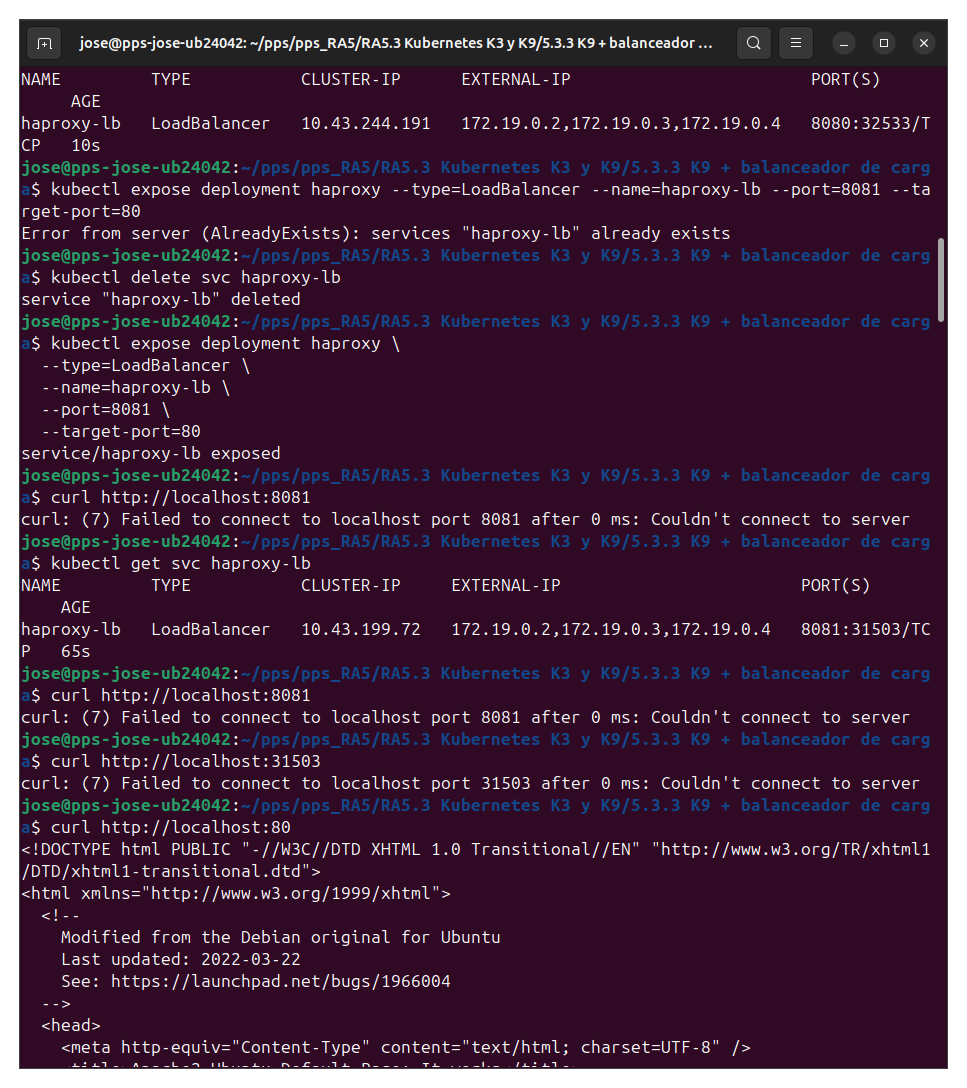 jose@pps-jose-ub24042: ~/pps/pps_RA5/RA5.3 Kubernetes K3 y K9/5.3.3 K9 + balanceador ...
NAME         TYPE           CLUSTER-IP      EXTERNAL-IP                        PORT(S)
     AGE
haproxy-lb   LoadBalancer   10.43.244.191   172.19.0.2,172.19.0.3,172.19.0.4   8080:32533/T
CP   10s
jose@pps-jose-ub24042:~/pps/pps_RA5/RA5.3 Kubernetes K3 y K9/5.3.3 K9 + balanceador de carg
a$ kubectl expose deployment haproxy --type=LoadBalancer --name=haproxy-lb --port=8081 --ta
rget-port=80
Error from server (AlreadyExists): services "haproxy-lb" already exists
jose@pps-jose-ub24042:~/pps/pps_RA5/RA5.3 Kubernetes K3 y K9/5.3.3 K9 + balanceador de carg
a$ kubectl delete svc haproxy-lb
service "haproxy-lb" deleted
jose@pps-jose-ub24042:~/pps/pps_RA5/RA5.3 Kubernetes K3 y K9/5.3.3 K9 + balanceador de carg
a$ kubectl expose deployment haproxy \
  --type=LoadBalancer \
  --name=haproxy-lb \
  --port=8081 \
  --target-port=80
service/haproxy-lb exposed
jose@pps-jose-ub24042:~/pps/pps_RA5/RA5.3 Kubernetes K3 y K9/5.3.3 K9 + balanceador de carg
a$ curl http://localhost:8081
curl: (7) Failed to connect to localhost port 8081 after 0 ms: Couldn't connect to server
jose@pps-jose-ub24042:~/pps/pps_RA5/RA5.3 Kubernetes K3 y K9/5.3.3 K9 + balanceador de carg
a$ kubectl get svc haproxy-lb
NAME         TYPE           CLUSTER-IP     EXTERNAL-IP                        PORT(S)
    AGE
haproxy-lb   LoadBalancer   10.43.199.72   172.19.0.2,172.19.0.3,172.19.0.4   8081:31503/TC
P   65s
jose@pps-jose-ub24042:~/pps/pps_RA5/RA5.3 Kubernetes K3 y K9/5.3.3 K9 + balanceador de carg
a$ curl http://localhost:8081
curl: (7) Failed to connect to localhost port 8081 after 0 ms: Couldn't connect to server
jose@pps-jose-ub24042:~/pps/pps_RA5/RA5.3 Kubernetes K3 y K9/5.3.3 K9 + balanceador de carg
a$ curl http://localhost:31503
curl: (7) Failed to connect to localhost port 31503 after 0 ms: Couldn't connect to server
jose@pps-jose-ub24042:~/pps/pps_RA5/RA5.3 Kubernetes K3 y K9/5.3.3 K9 + balanceador de carg
a$ curl http://localhost:80
<!DOCTYPE html PUBLIC "-//W3C//DTD XHTML 1.0 Transitional//EN" "http://www.w3.org/TR/xhtml1
/DTD/xhtml1-transitional.dtd">
<html xmlns="http://www.w3.org/1999/xhtml">
  <!--
    Modified from the Debian original for Ubuntu
    Last updated: 2022-03-22
    See: https://launchpad.net/bugs/1966004
  -->
  <head>
    <meta http-equiv="Content-Type" content="text/html; charset=UTF-8" />
    <title>Apache2 Ubuntu Default Page: It works</title>